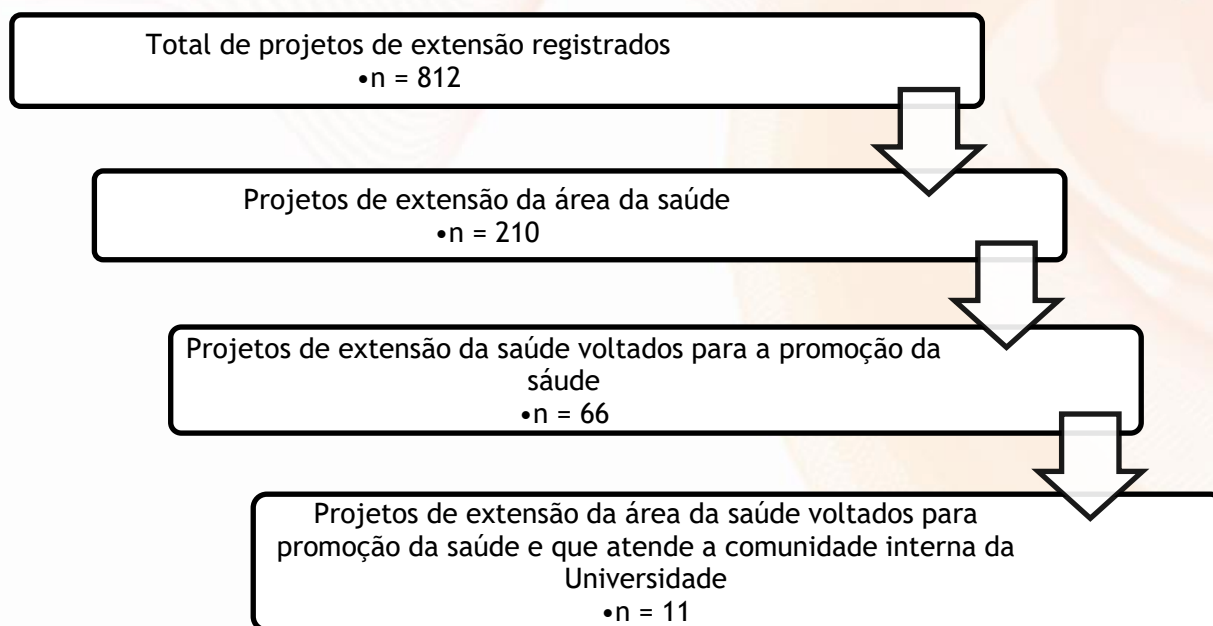 Total de projetos de extensão registrados
•n = 812
Projetos de extensão da área da saúde
•n = 210
Projetos de extensão da saúde voltados para a promoção da
sáude
•n = 66
Projetos de extensão da área da saúde voltados para
promoção da saúde e que atende a comunidade interna da
Universidade
•n = 11